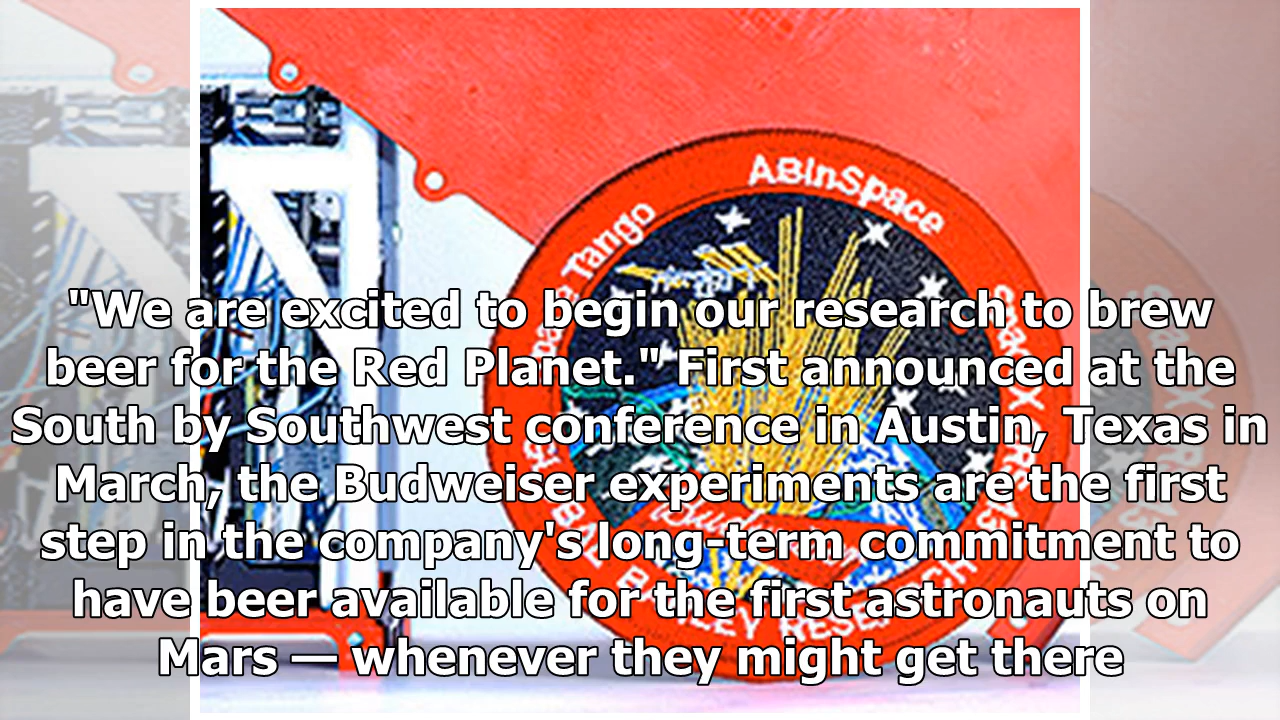 ABInSpace
Tango
"We are excited to begin our research to brew
beer for the Red Planet." First announced at the
South by Southwest conference in Austin, Texas in
March, the Budweiser experiments are the first
step in the company's long-term commitment to
have beer available for the first astronauts on
Mars — whenever they might get there